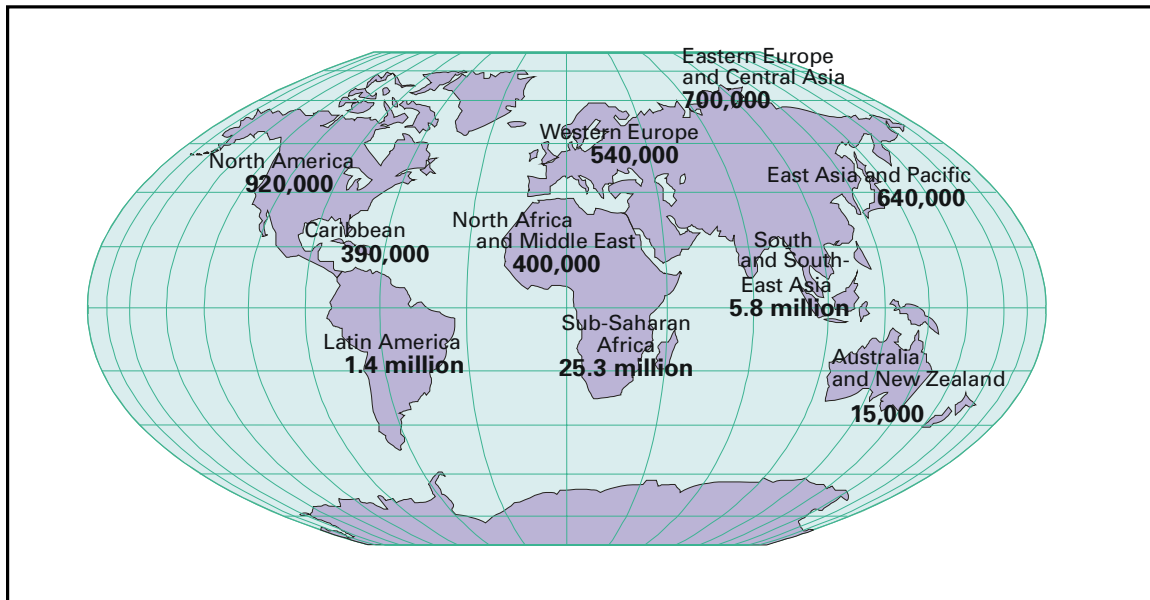 Eastern Europe
and Central Asia
700,000
Western Europe
540,000
North America
920,000
East Asia and Pacific
640,000
Caribbean
390,000
North Africa
and Middle East
400,000
South
and South-
East Asia
5.8 million
Latin America
1.4 million
Sub-Saharan
Africa
25.3 million
Australia
and New Zealand
15,000